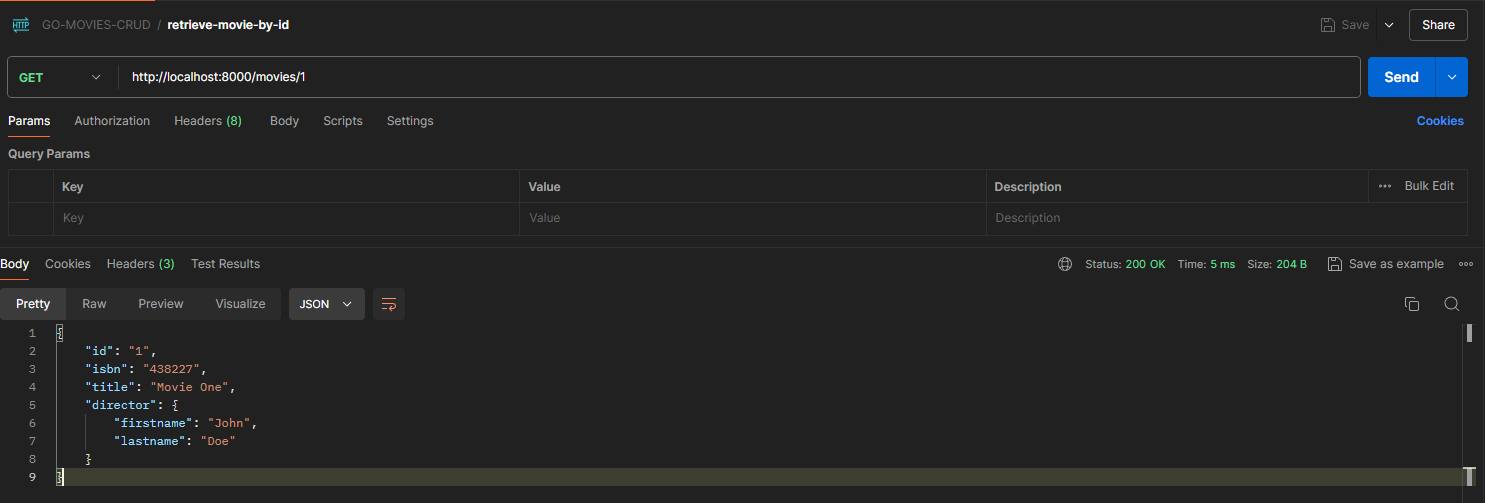 HTTP GO-MOVIES-CRUD / retrieve-movie-by-id Save Share
GET http://localhost:8000/movies/1 Send
Params Authorization Headers (8) Body Scripts Settings Cookies
Query Params
Key Value Description Bulk Edit
Key Value Description
Body Cookies Headers (3) Test Results Status: 200 OK Time: 5 ms Size: 204 B Save as example
Pretty Raw Preview Visualize JSON
1 {
2 "id": "1",
3 "isbn": "438227",
4 "title": "Movie One",
5 "director": {
6 "firstname": "John",
7 "lastname": "Doe"
8 }
9 }